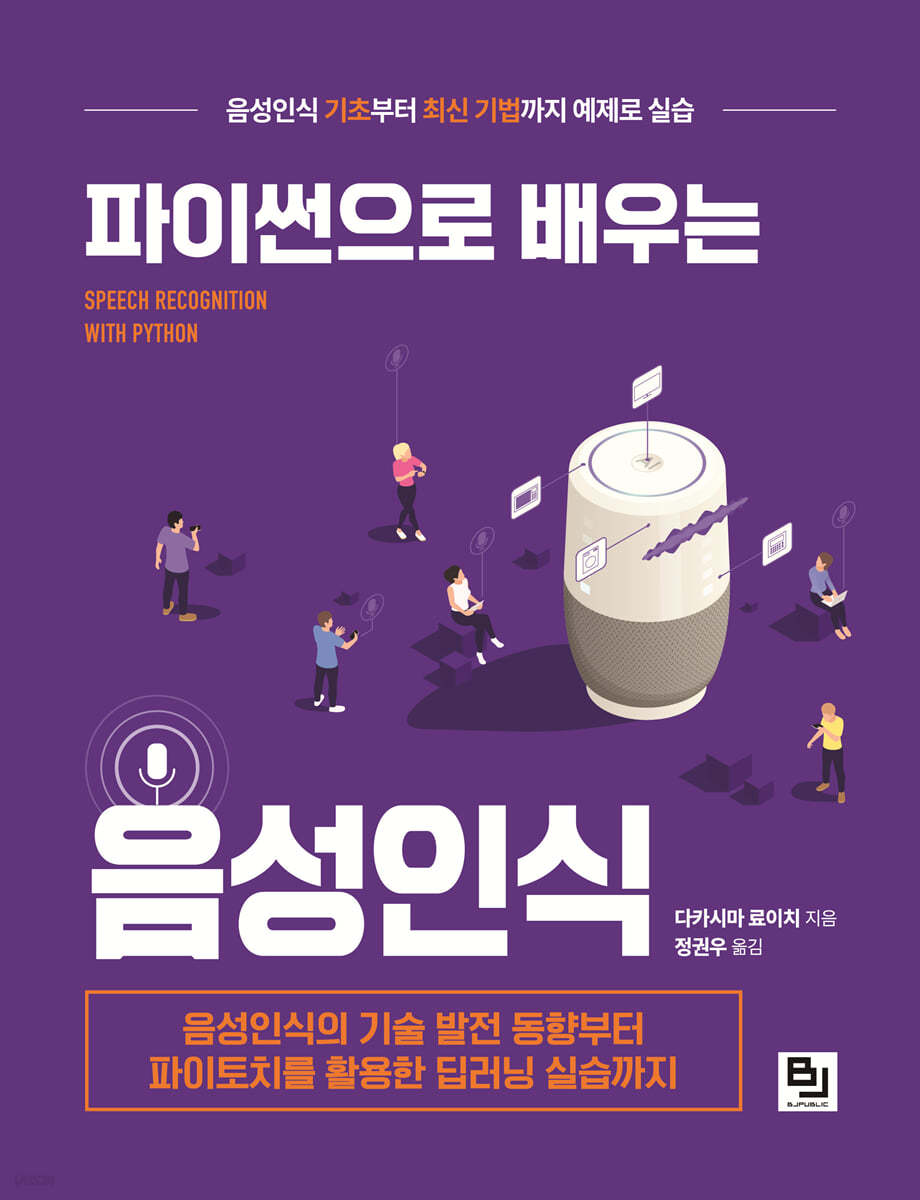 음성인식 기초부터 최신 기법까지 예제로 실습
파이썬으로 배우는
SPEECH RECOGNITION
WITH PYTHON
AI
음성인식
다카시마 료이치 지음
정권우 옮김
음성인식의 기술 발전 동향부터
파이토치를 활용한 딥러닝 실습까지
BJ
BJPUBLIC